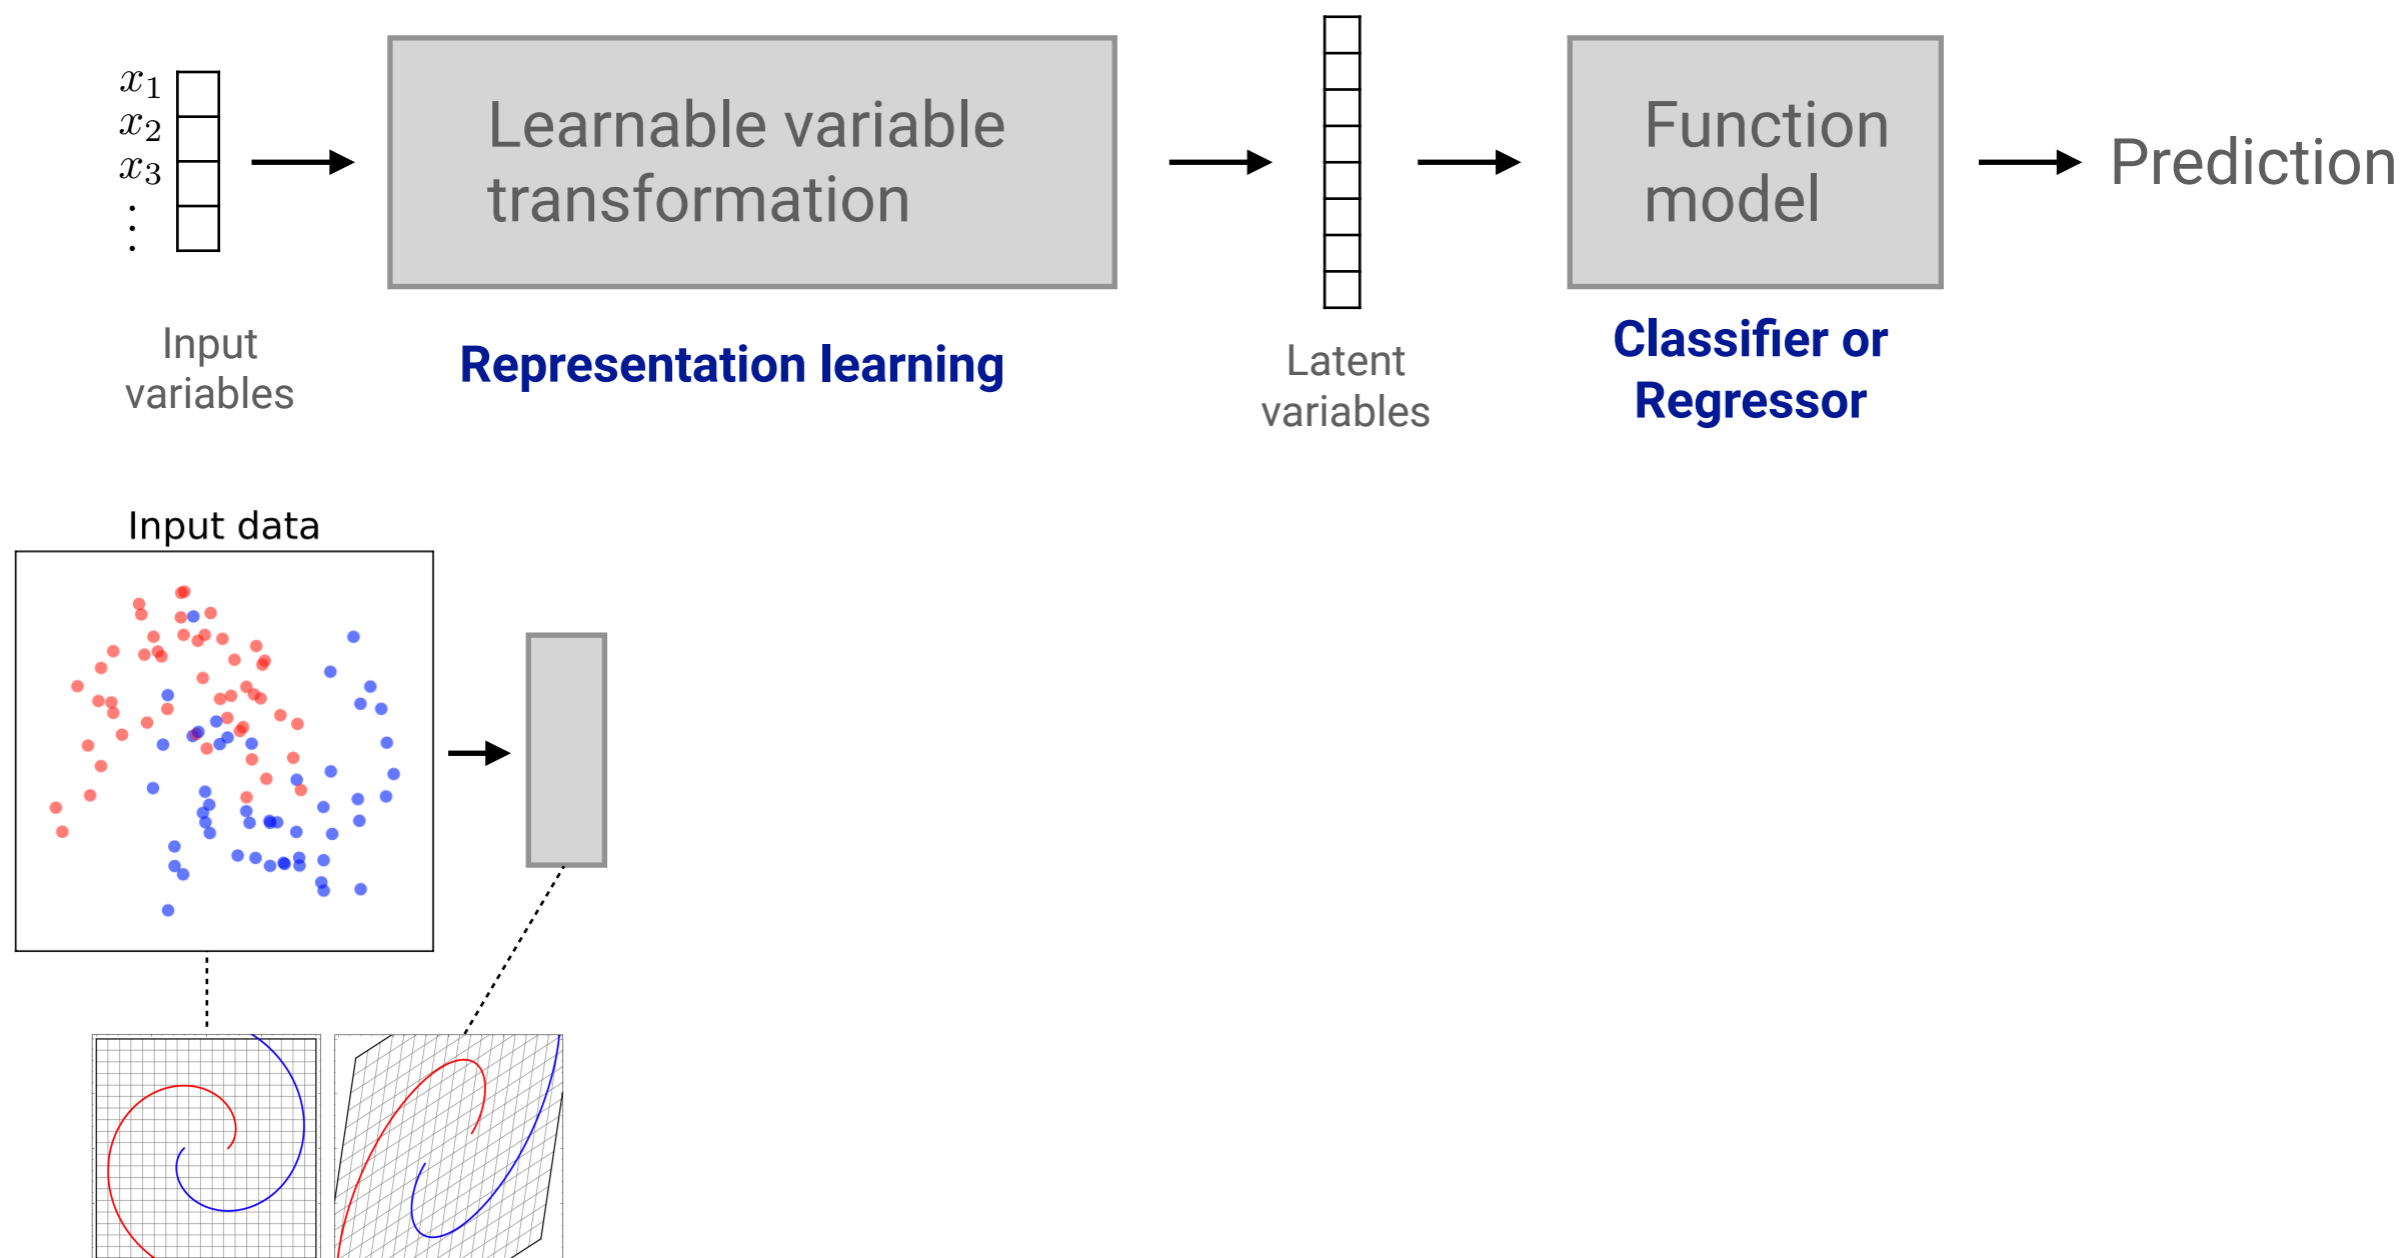 x₁
x₂
x₃
⋮
Input
variables
Learnable variable
transformation
Representation learning
Latent
variables
Function
model
Classifier or
Regressor
Prediction
Input data